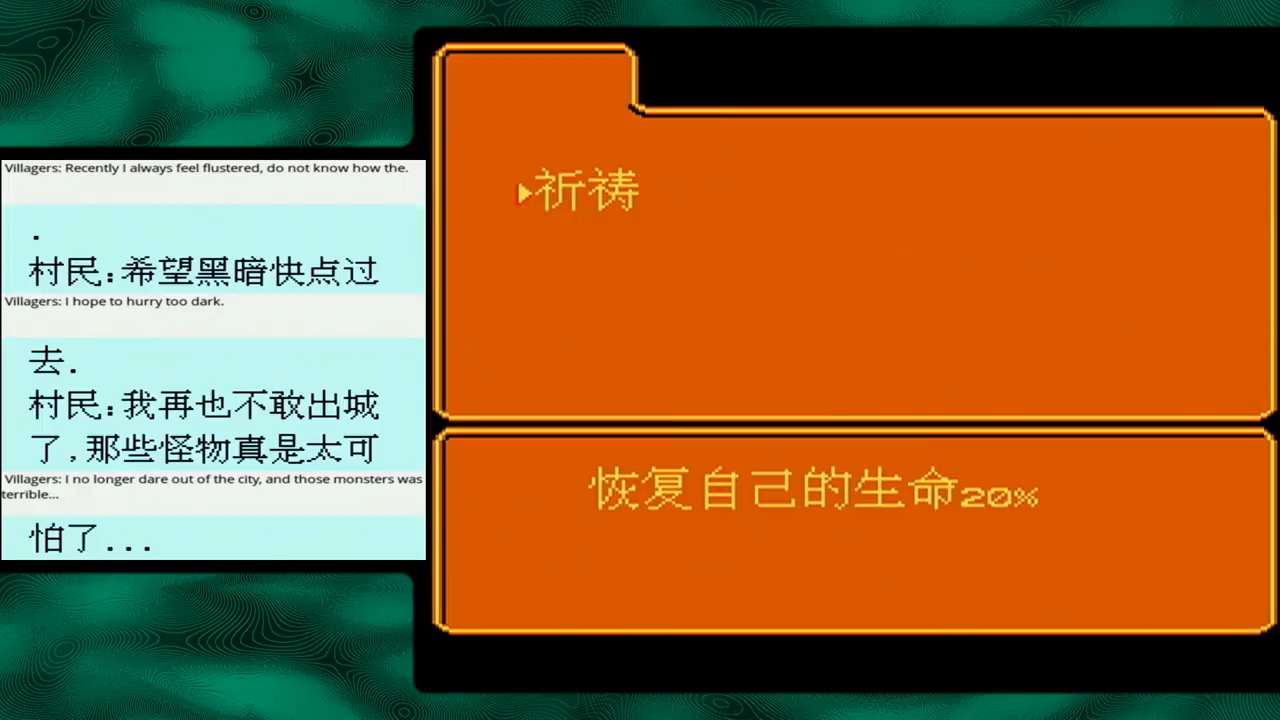 Villagers: Recently I always feel flustered, do not know how the.
.
村民:希望黑暗快点过
Villagers: I hope to hurry too dark.
去.
村民:我再也不敢出城
了,那些怪物真是太可
Villagers: I no longer dare out of the city, and those monsters was
terrible...
怕了...
祈祷
恢复自己的生命20%